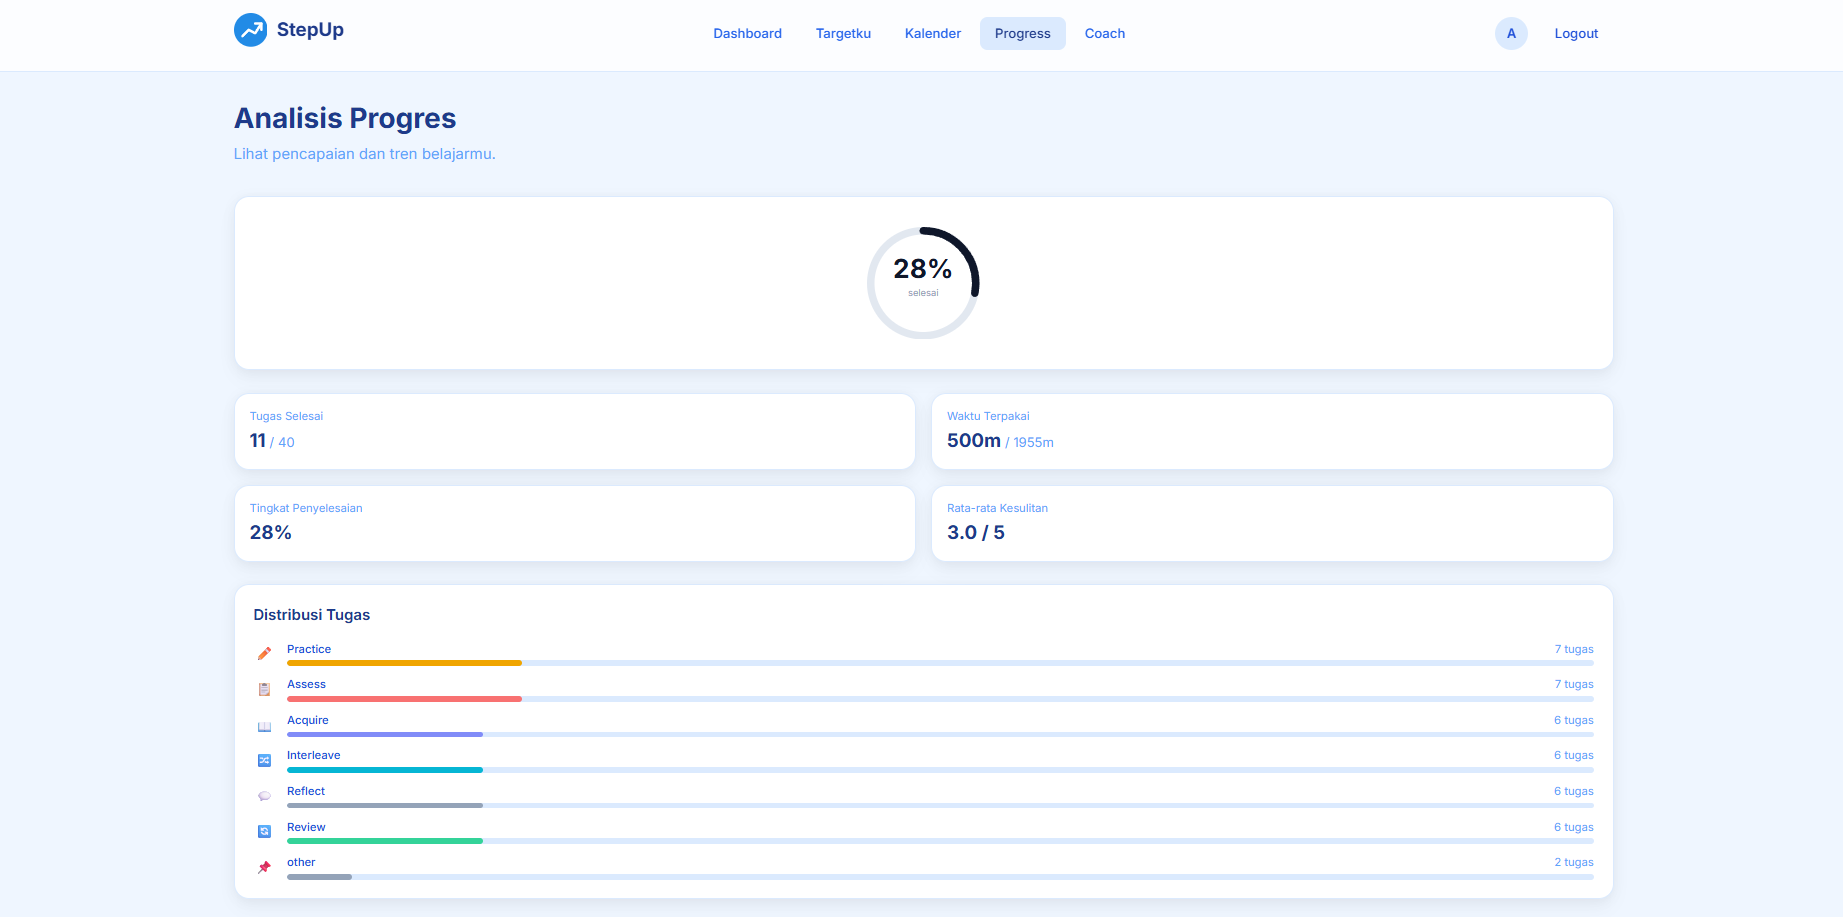 StepUp
Dashboard Targetku Kalender Progress Coach
A Logout
Analisis Progres
Lihat pencapaian dan tren belajarmu.
28%
selesai
Tugas Selesai
11 / 40
Waktu Terpakai
500m / 1955m
Tingkat Penyelesaian
28%
Rata-rata Kesulitan
3.0 / 5
Distribusi Tugas
Practice 7 tugas
Assess 7 tugas
Acquire 6 tugas
Interleave 6 tugas
Reflect 6 tugas
Review 6 tugas
other 2 tugas